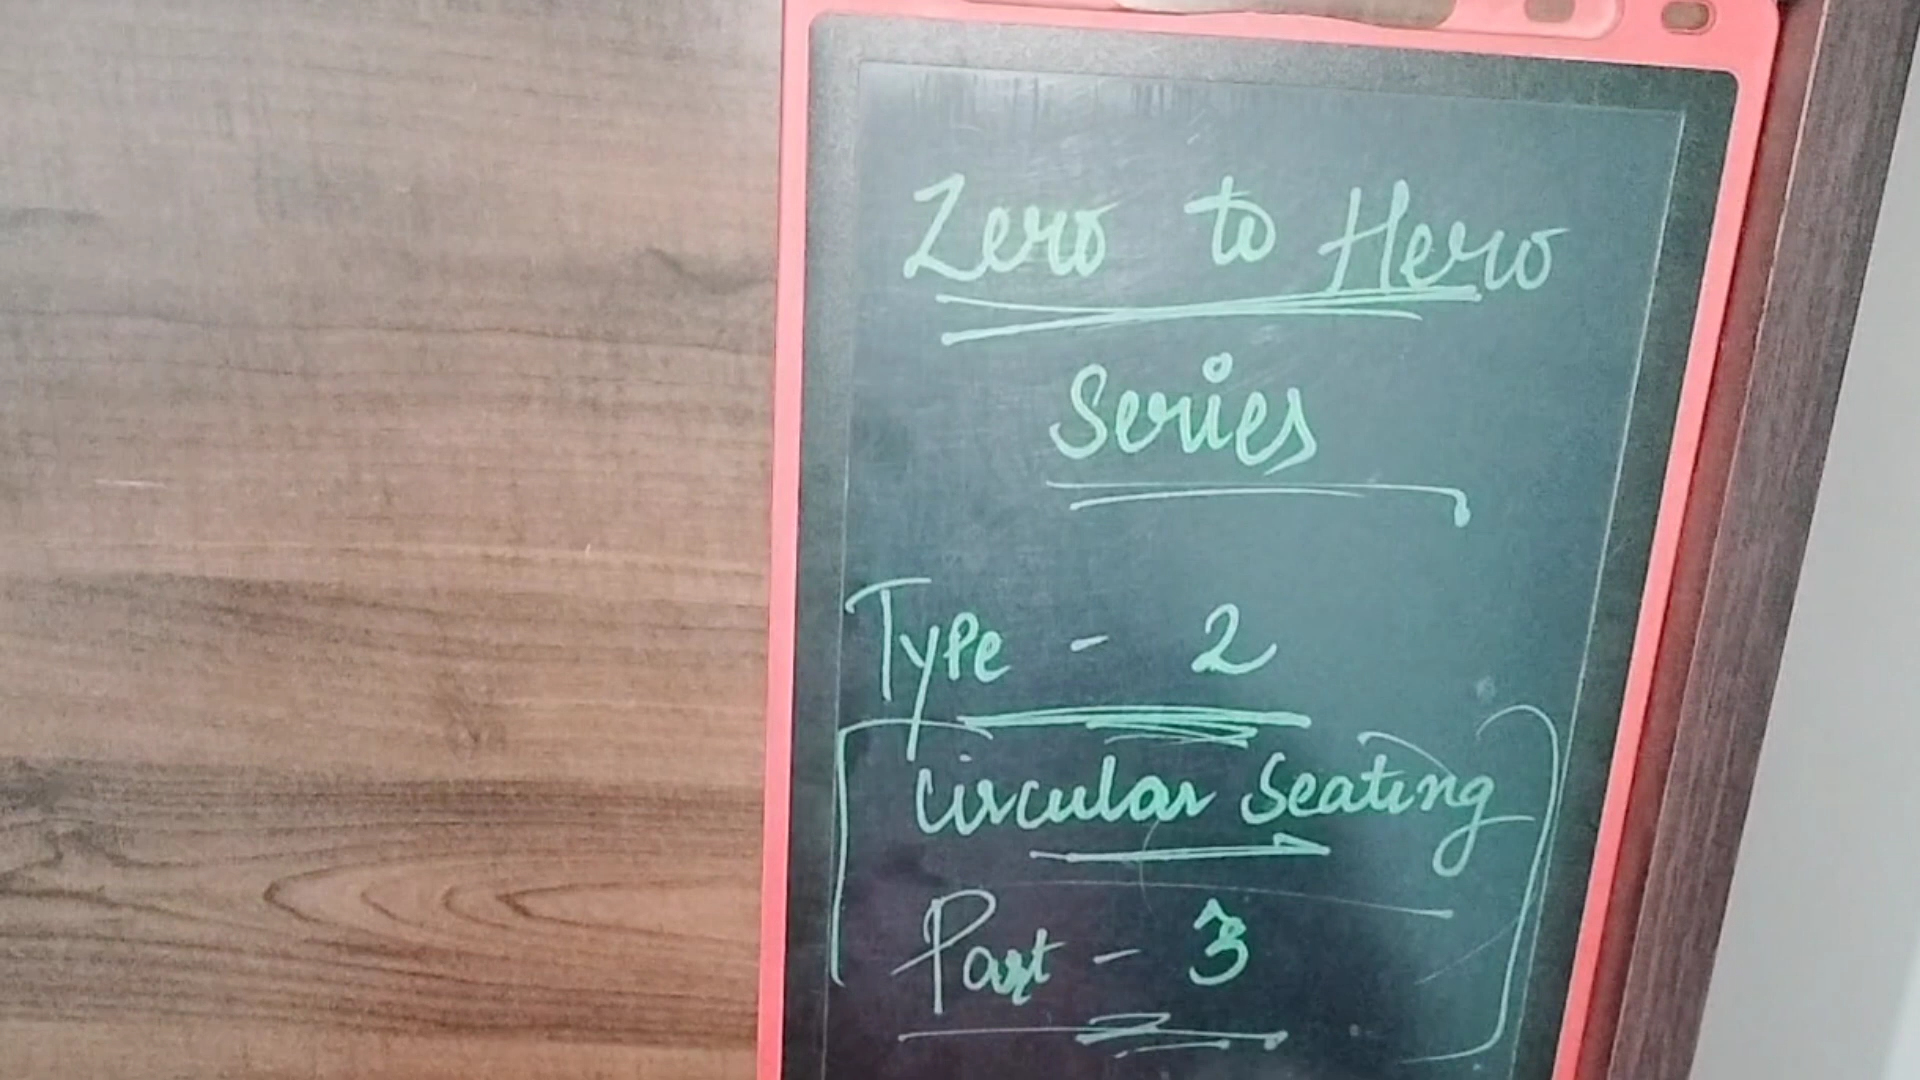 Zero to Hero
Series
Type - 2
Circular Seating
Part - 3